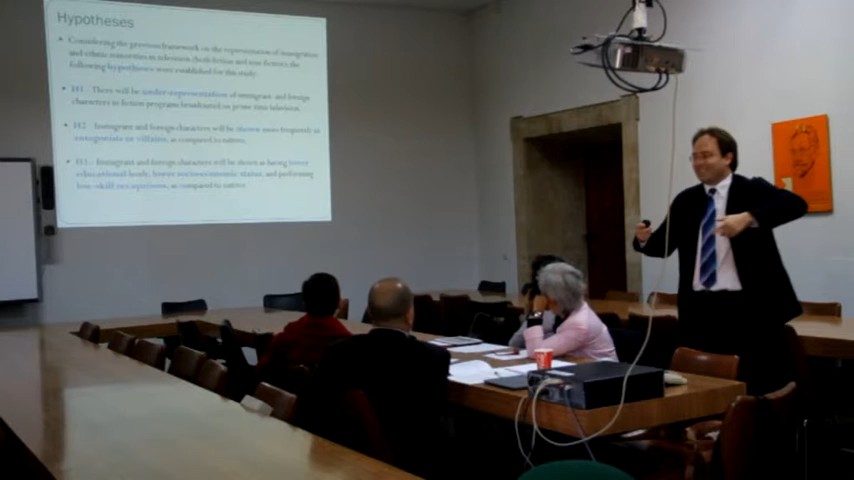 Hypotheses
Considering the previous framework on the representation of immigration
and ethnic minorities in television (both fiction and non-fiction), the
following hypotheses were established for this study.
H1 - There will be under-representation of immigrant and foreign
characters in fiction programs broadcasted on prime time television.
H2 - Immigrant and foreign characters will be shown more frequently as
antagonists or villains, as compared to natives.
H3 - Immigrant and foreign characters will be shown as having lower
educational levels, lower socioeconomic status, and performing
low-skill occupations, as compared to natives.